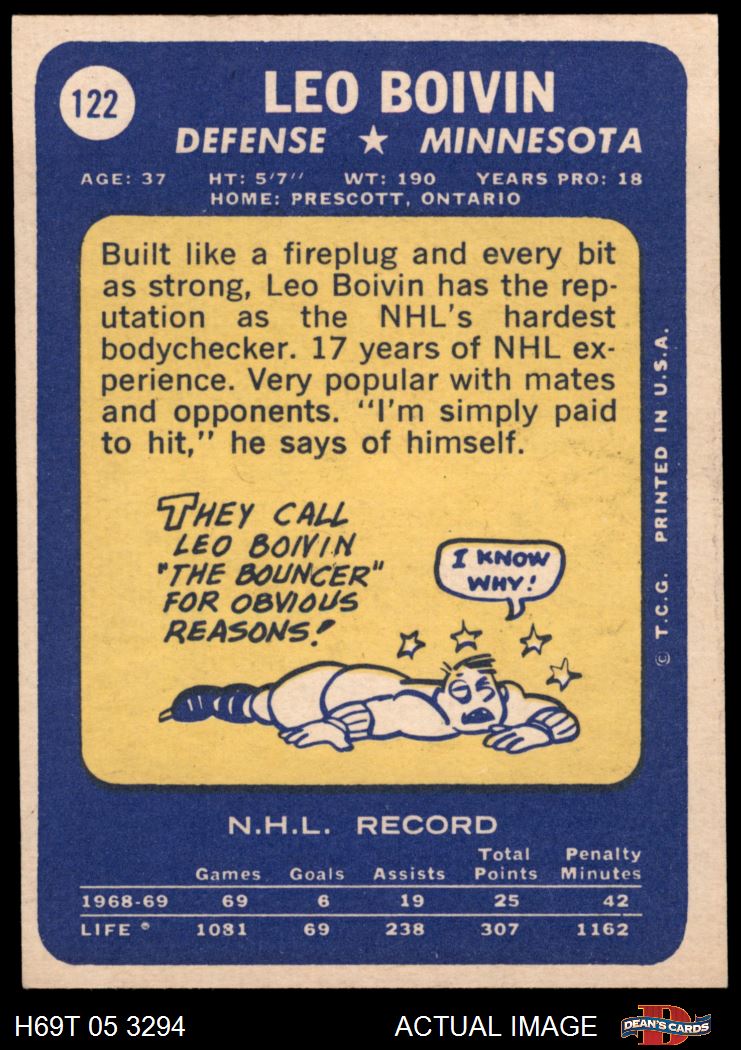 122
LEO BOIVIN
DEFENSE ★ MINNESOTA
AGE: 37 HT: 5'7'' WT: 190 YEARS PRO: 18
HOME: PRESCOTT, ONTARIO
Built like a fireplug and every bit
as strong, Leo Boivin has the rep-
utation as the NHL's hardest
bodychecker. 17 years of NHL ex-
perience. Very popular with mates
and opponents. "I'm simply paid
to hit," he says of himself.
THEY CALL
LEO BOIVIN
"THE BOUNCER"
FOR OBVIOUS
REASONS!
I KNOW
WHY!
© T.C.G. PRINTED IN U.S.A.
N.H.L. RECORD
Games Goals Assists Total Points Penalty Minutes
1968-69 69 6 19 25 42
LIFE * 1081 69 238 307 1162
H69T 05 3294 ACTUAL IMAGE
D
DEAN'S CARDS